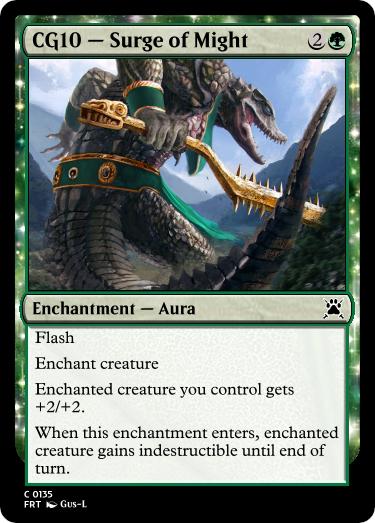 CG10 — Surge of Might 2
Enchantment — Aura
Flash
Enchant creature
Enchanted creature you control gets
+2/+2.
When this enchantment enters, enchanted
creature gains indestructible until end of
turn.
C 0135
FRT Gus-L